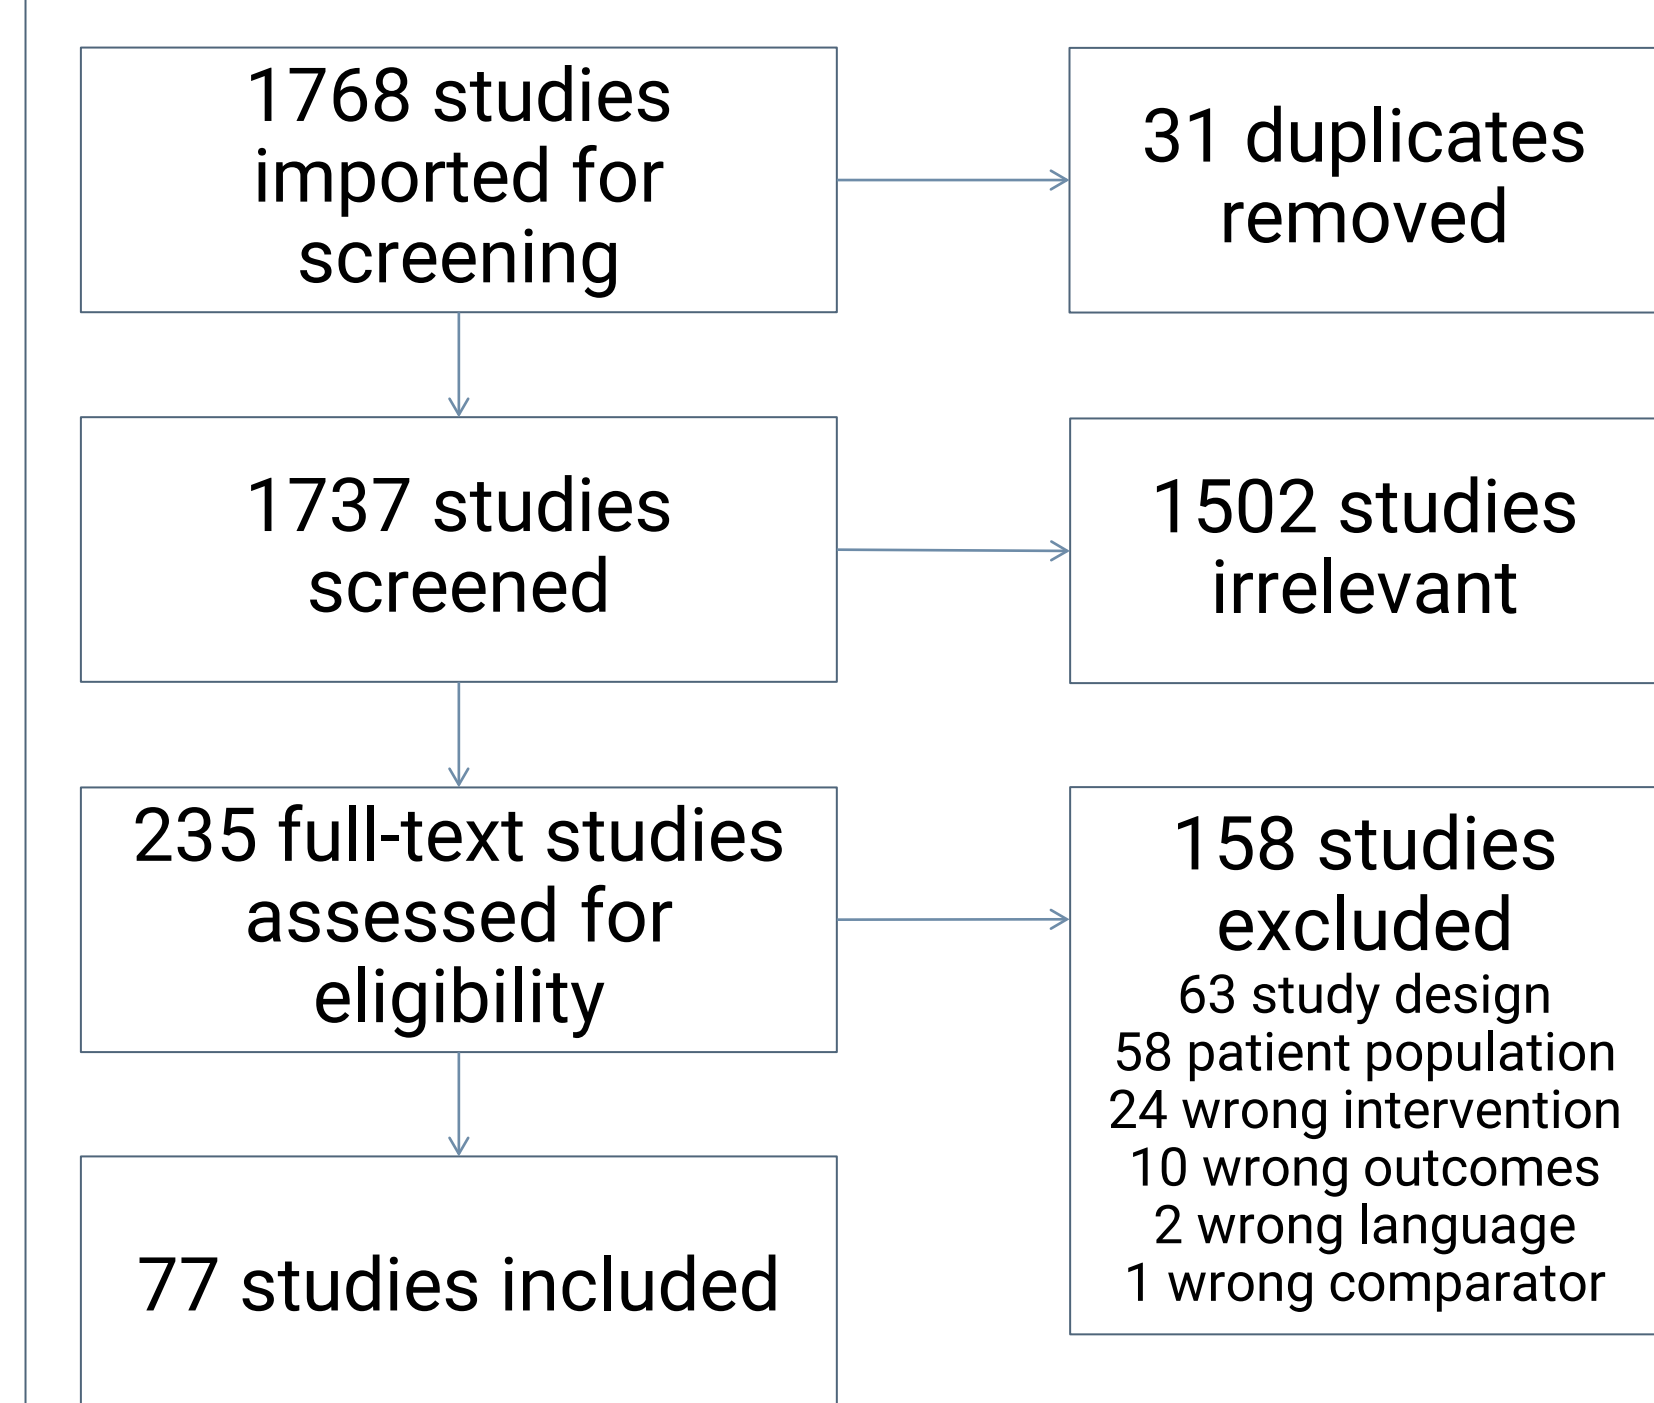 1768 studies
imported for
screening
31 duplicates
removed
1737 studies
screened
1502 studies
irrelevant
235 full-text studies
assessed for
eligibility
158 studies
excluded
63 study design
58 patient population
24 wrong intervention
10 wrong outcomes
2 wrong language
1 wrong comparator
77 studies included